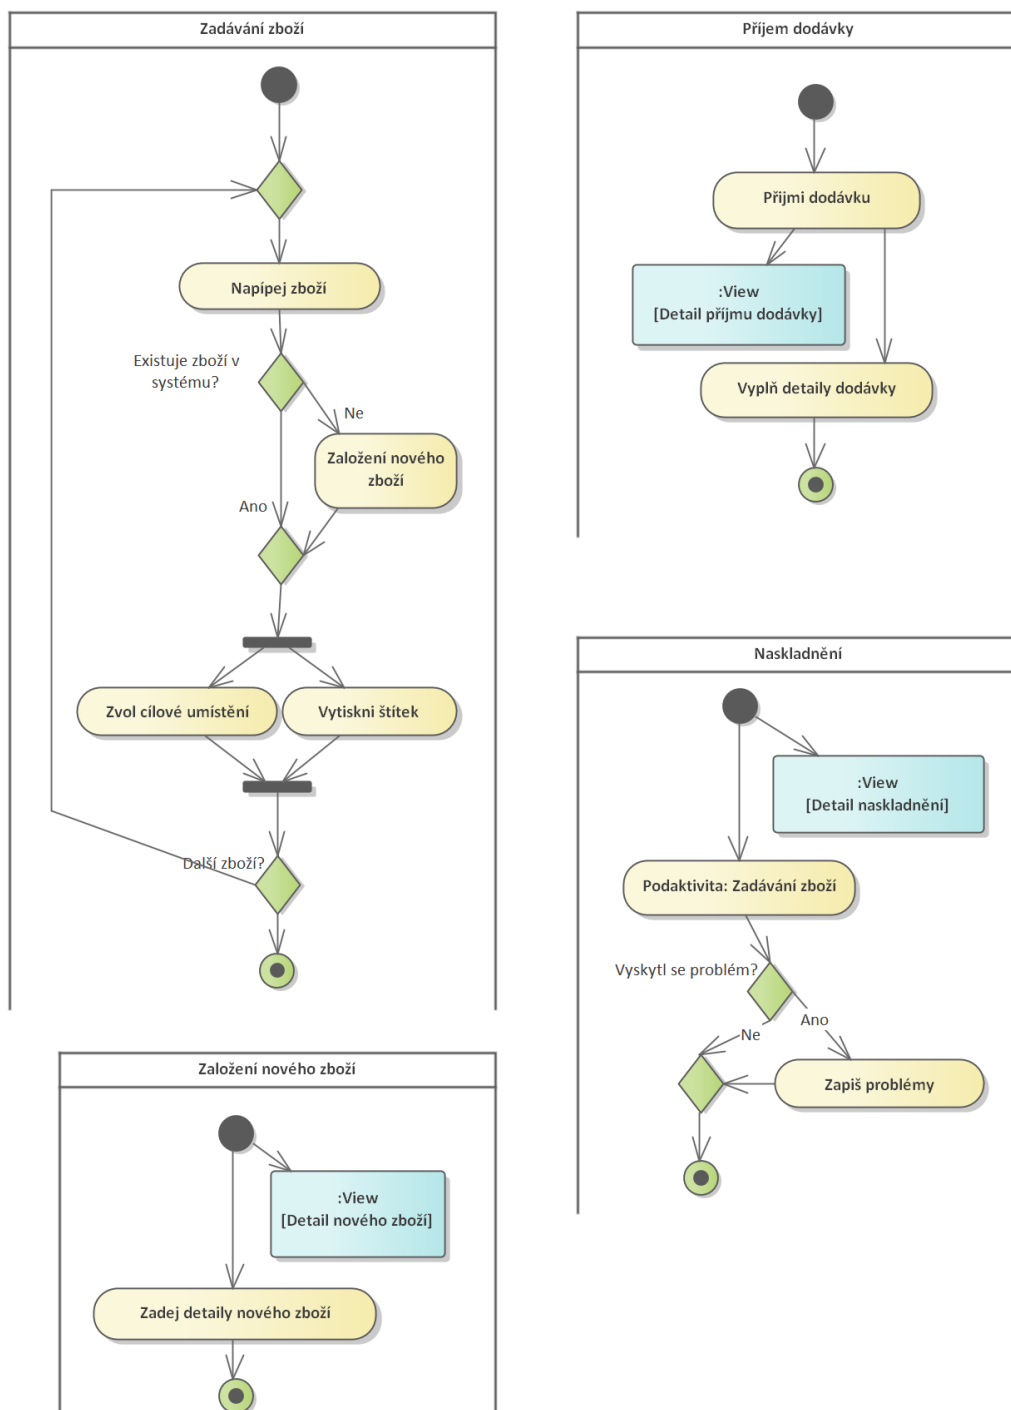 Zadávání zboží
Napípej zboží
Existuje zboží v
systému?
Ne
Založení nového
zboží
Ano
Zvol cílové umístění
Vytiskni štítek
Další zboží?
Založení nového zboží
:View
[Detail nového zboží]
Zadej detaily nového zboží
Příjem dodávky
Přijmi dodávku
:View
[Detail příjmu dodávky]
Vyplň detaily dodávky
Naskladnění
:View
[Detail naskladnění]
Podaktivita: Zadávání zboží
Vyskytl se problém?
Ano
Ne
Zapiš problémy